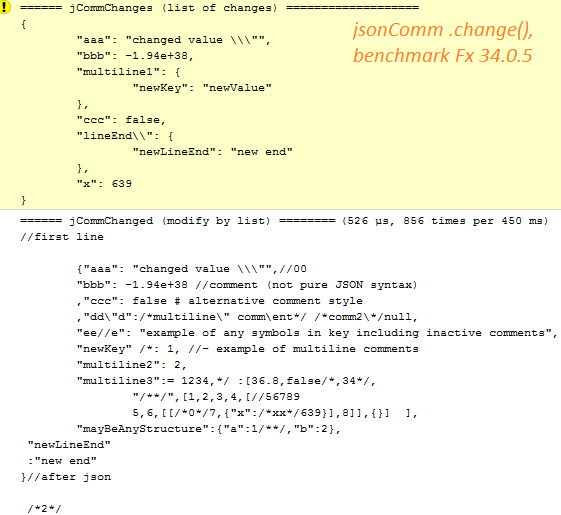 ! ====== jCommChanges (list of changes) ===================
jsonComm .change(),
benchmark Fx 34.0.5
{
"aaa": "changed value \\\"",
"bbb": -1.94e+38,
"multiline1": {
"newKey": "newValue"
},
"ccc": false,
"lineEnd\\": {
"newLineEnd": "new end"
},
"x": 639
}
====== jCommChanged (modify by list) ======== (526 µs, 856 times per 450 ms)
//first line
{"aaa": "changed value \\\"",//00
"bbb": -1.94e+38 //comment (not pure JSON syntax)
,"ccc": false # alternative comment style
,"dd\"d":/*multiline\" comm\ent*/ /*comm2\*/null,
"ee//e": "example of any symbols in key including inactive comments",
"newKey" /*: 1, //- example of multiline comments
"multiline2": 2,
"multiline3":= 1234,*/ :[36.8,false/*,34*/,
"/**/",[1,2,3,4,[//56789
5,6,[[/*0*/7,{"x":/*xx*/639}],8]],{}]  ],
"mayBeAnyStructure":{"a":1/**/,"b":2},
"newLineEnd"
:"new end"
}//after json
/*2*/